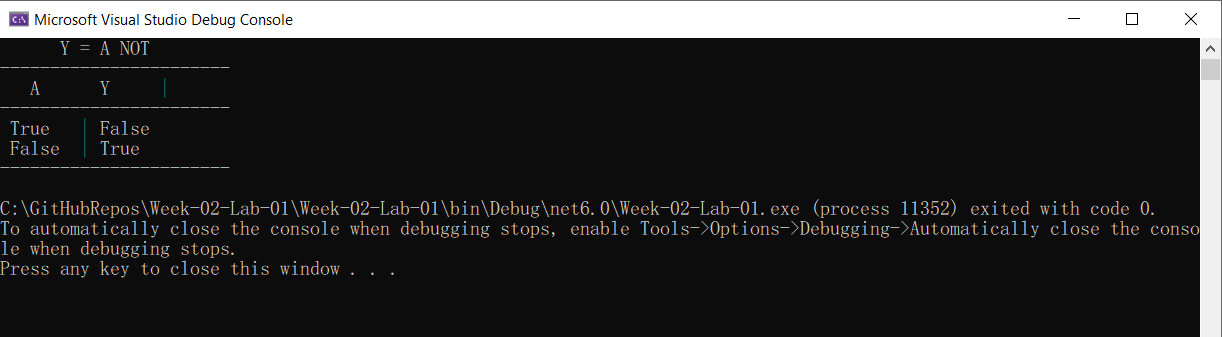 Microsoft Visual Studio Debug Console
Y = A NOT
-----------------------
A Y |
-----------------------
True | False
False | True
-----------------------
C:\GitHubRepos\Week-02-Lab-01\Week-02-Lab-01\bin\Debug\net6.0\Week-02-Lab-01.exe (process 11352) exited with code 0.
To automatically close the console when debugging stops, enable Tools->Options->Debugging->Automatically close the conso
le when debugging stops.
Press any key to close this window . . .